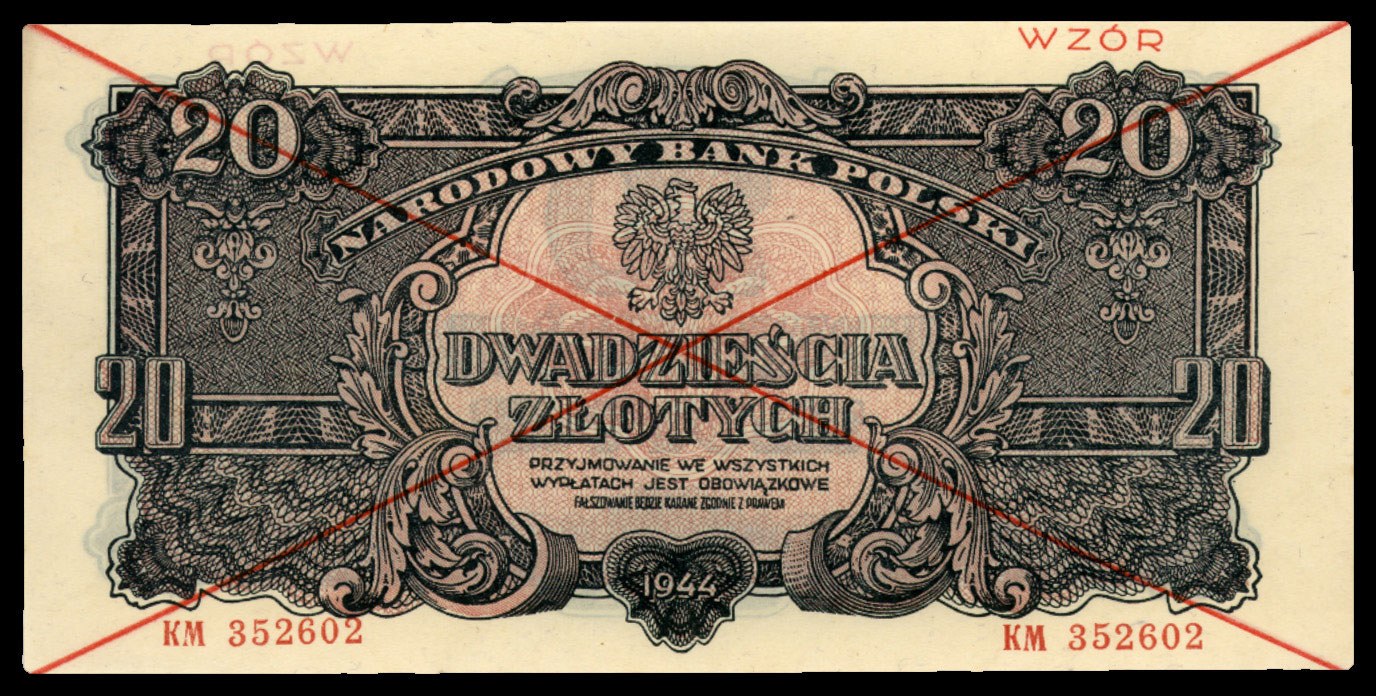 WZÓR
20 20
NARODOWY BANK POLSKI
DWADZIEŚCIA
ZŁOTYCH
20 20
PRZYJMOWANIE WE WSZYSTKICH
WYPŁATACH JEST OBOWIĄZKOWE
FAŁSZOWANIE BĘDZIE KARANE ZGODNIE Z PRAWEM
1944
KM 352602 KM 352602